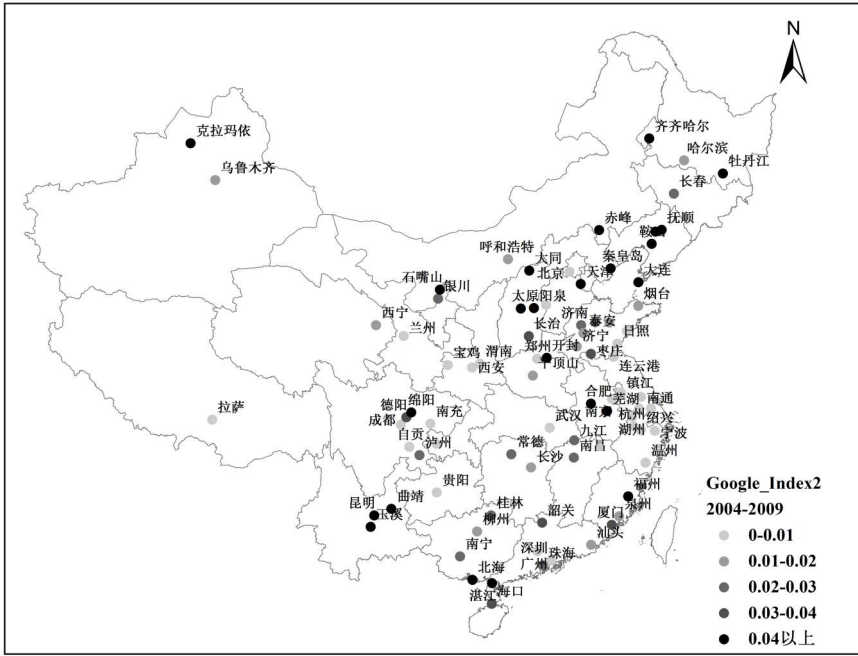 N
齐齐哈尔
克拉玛依
哈尔滨
牡丹江
乌鲁木齐
长春
赤峰
抚顺
鞍山
呼和浩特
大同
秦皇岛
北京
天津
大连
石嘴山
银川
太原
阳泉
烟台
西宁
兰州
长治
济南
泰安
济宁
日照
郑州
开封
枣庄
宝鸡
渭南
西安
平顶山
连云港
合肥
镇江
拉萨
德阳
绵阳
南充
芜湖
南通
南京
杭州
绍兴
成都
武汉
湖州
宁波
自贡
泸州
九江
常德
南昌
温州
长沙
贵阳
福州
昆明
曲靖
桂林
泉州
玉溪
柳州
韶关
厦门
汕头
南宁
深圳
珠海
广州
北海
湛江
海口
Google_Index2
2004-2009
0-0.01
0.01-0.02
0.02-0.03
0.03-0.04
0.04以上